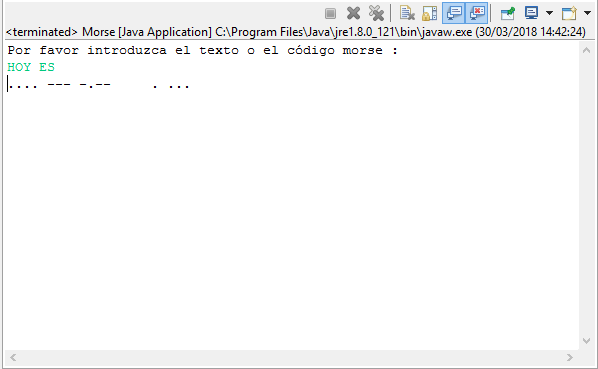 <terminated> Morse [Java Application] C:\Program Files\Java\jre1.8.0_121\bin\javaw.exe (30/03/2018 14:42:24)
Por favor introduzca el texto o el código morse :
HOY ES
.... --- -.--     . ...